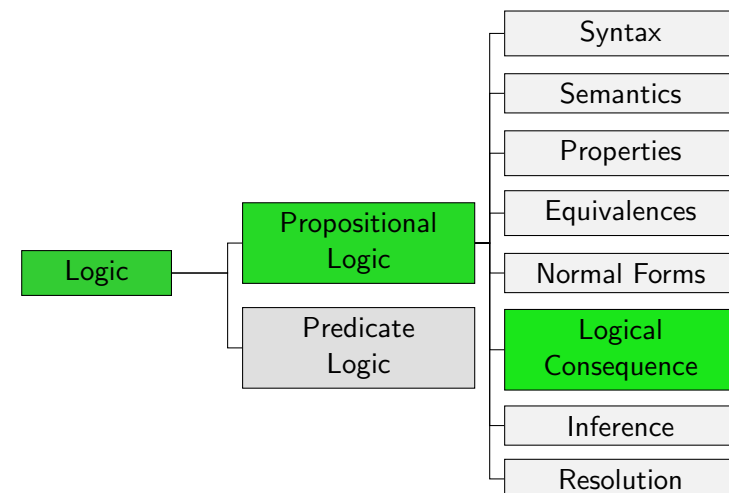 Logic
Propositional
Logic
Predicate
Logic
Syntax
Semantics
Properties
Equivalences
Normal Forms
Logical
Consequence
Inference
Resolution